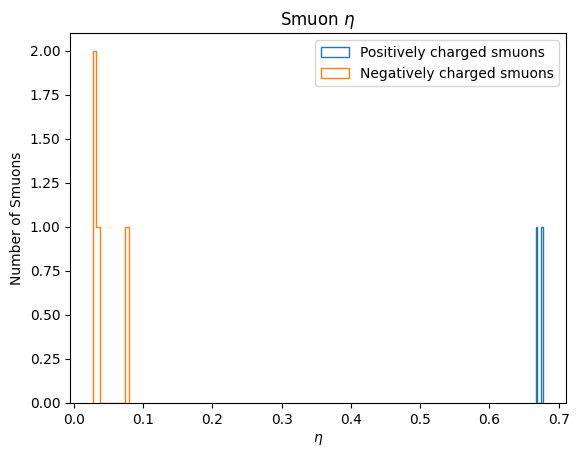 Smuon η
Positively charged smuons
Negatively charged smuons
Number of Smuons
2.00
1.75
1.50
1.25
1.00
0.75
0.50
0.25
0.00
0.0 0.1 0.2 0.3 0.4 0.5 0.6 0.7
η